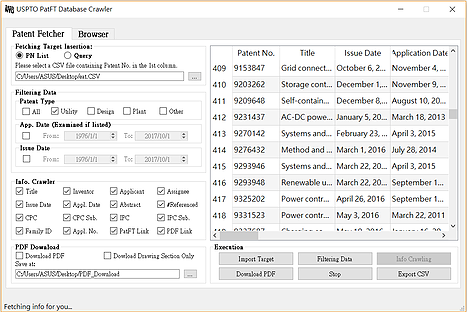 USPTO PatFT Database Crawler
Patent Fetcher Browser
Fetching Target Insertion:
PN List Query
Please select a CSV file containing Patent No. in the 1st column.
C:/Users/ASUS/Desktop/ext.CSV ...
Filtering Data
Patent Type
All Utility Design Plant Other
App. Date (Examined if listed)
From: 1976/1/1 To: 2017/10/1
Issue Date
From: 1976/1/1 To: 2017/10/1
Info. Crawler
Title Inventor Applicant Assignee
Issue Date Appl. Date Abstract #Referenced
CPC CPC Sub. IPC IPC Sub.
Family ID Appl. No. PatFT Link PDF Link
PDF Download
Download PDF Dowload Drawing Section Only
Save at:
C:/Users/ASUS/Desktop/PDF_Download ...
Patent No. Title Issue Date Application Date
409 9153847 Grid connect... October 6, 2... November 4, ...
410 9203262 Storage cont... December 1,... November 9, ...
411 9209648 Self-contain... December 8,... August 10, 20...
412 9231437 AC-DC powe... January 5, 20... March 18, 2013
413 9270142 Systems and... February 23, ... April 3, 2015
414 9276432 Method and ... March 1, 2016 July 28, 2014
415 9293946 Systems and... March 22, 20... April 3, 2015
416 9293948 Renewable u... March 22, 20... September 1...
417 9325202 Power contr... April 26, 2016 September 1...
418 9331523 Power contr... May 3, 2016 March 22, 2011
Execution
Import Target Filtering Data Info Crawling
Download PDF Stop Export CSV
Fetching info for you..